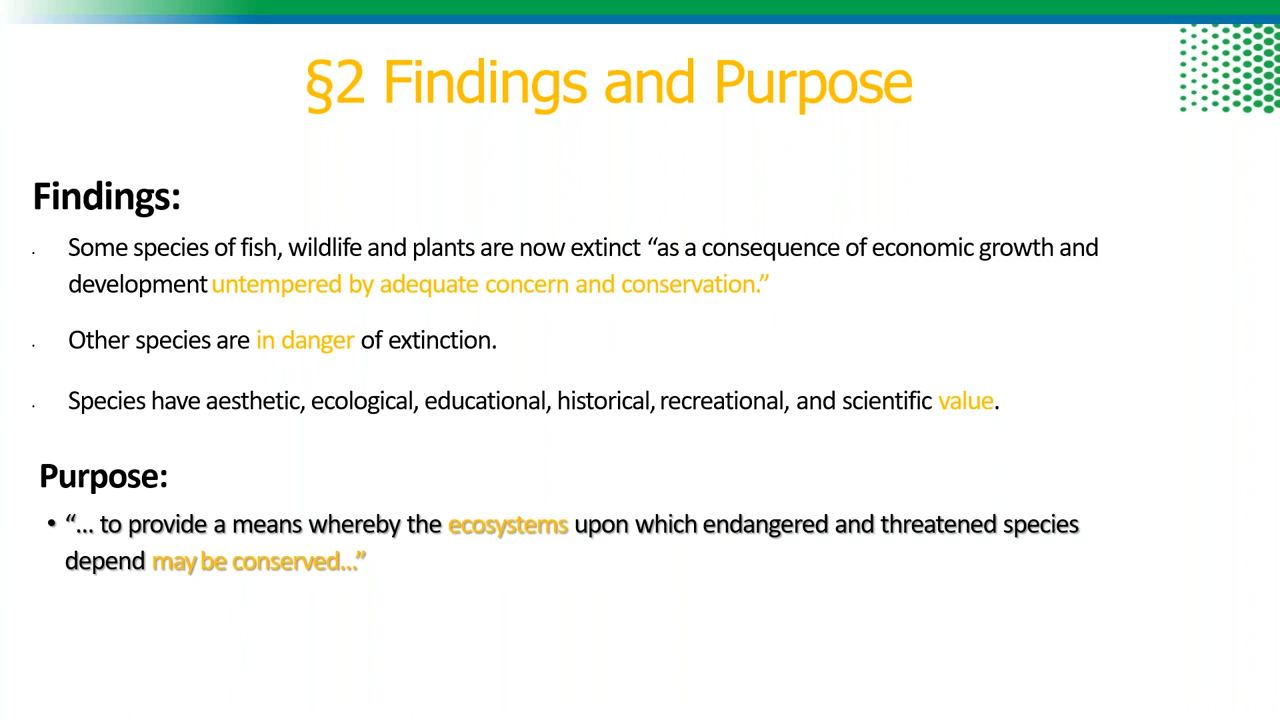 §2 Findings and Purpose
Findings:
. Some species of fish, wildlife and plants are now extinct “as a consequence of economic growth and
development untempered by adequate concern and conservation.”
. Other species are in danger of extinction.
. Species have aesthetic, ecological, educational, historical, recreational, and scientific value.
Purpose:
• “... to provide a means whereby the ecosystems upon which endangered and threatened species
depend may be conserved...”